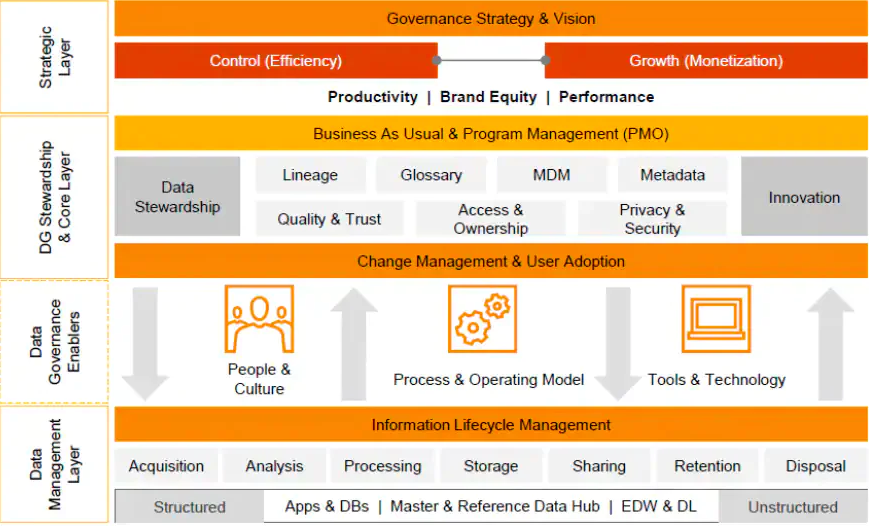 Strategic
Layer
Governance Strategy & Vision
Control (Efficiency)
Growth (Monetization)
Productivity | Brand Equity | Performance
DG Stewardship
& Core Layer
Business As Usual & Program Management (PMO)
Data
Stewardship
Lineage
Glossary
MDM
Metadata
Quality & Trust
Access &
Ownership
Privacy &
Security
Innovation
Change Management & User Adoption
Data
Governance
Enablers
People &
Culture
Process & Operating Model
Tools & Technology
Data
Management
Layer
Information Lifecycle Management
Acquisition
Analysis
Processing
Storage
Sharing
Retention
Disposal
Structured
Apps & DBs | Master & Reference Data Hub | EDW & DL
Unstructured